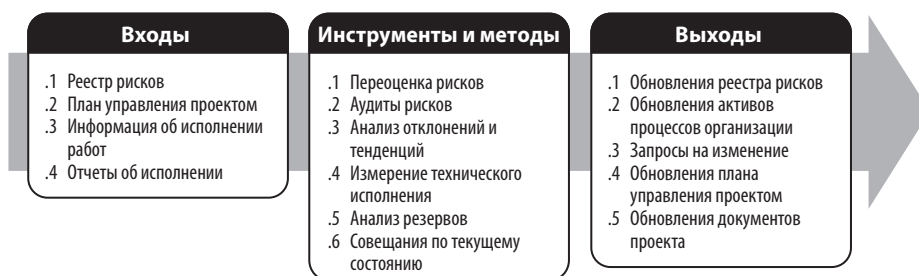 Входы
.1 Реестр рисков
.2 План управления проектом
.3 Информация об исполнении
работ
.4 Отчеты об исполнении
Инструменты и методы
.1 Переоценка рисков
.2 Аудиты рисков
.3 Анализ отклонений и
тенденций
.4 Измерение технического
исполнения
.5 Анализ резервов
.6 Совещания по текущему
состоянию
Выходы
.1 Обновления реестра рисков
.2 Обновления активов
процессов организации
.3 Запросы на изменение
.4 Обновления плана
управления проектом
.5 Обновления документов
проекта